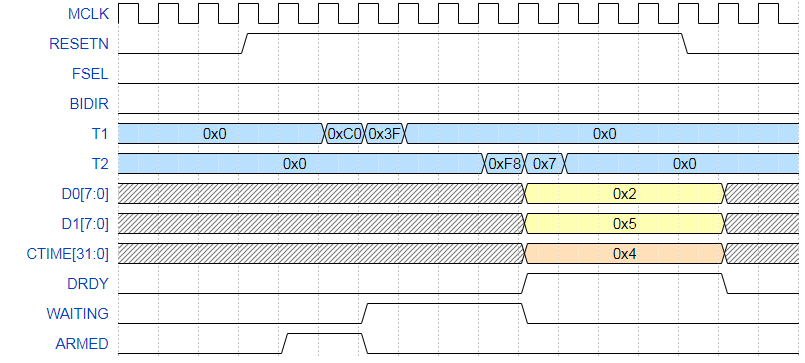 MCLK
RESETN
FSEL
BIDIR
T1 0x0 0xC0 0x3F 0x0
T2 0x0 0xF8 0x7 0x0
D0[7:0] 0x2
D1[7:0] 0x5
CTIME[31:0] 0x4
DRDY
WAITING
ARMED